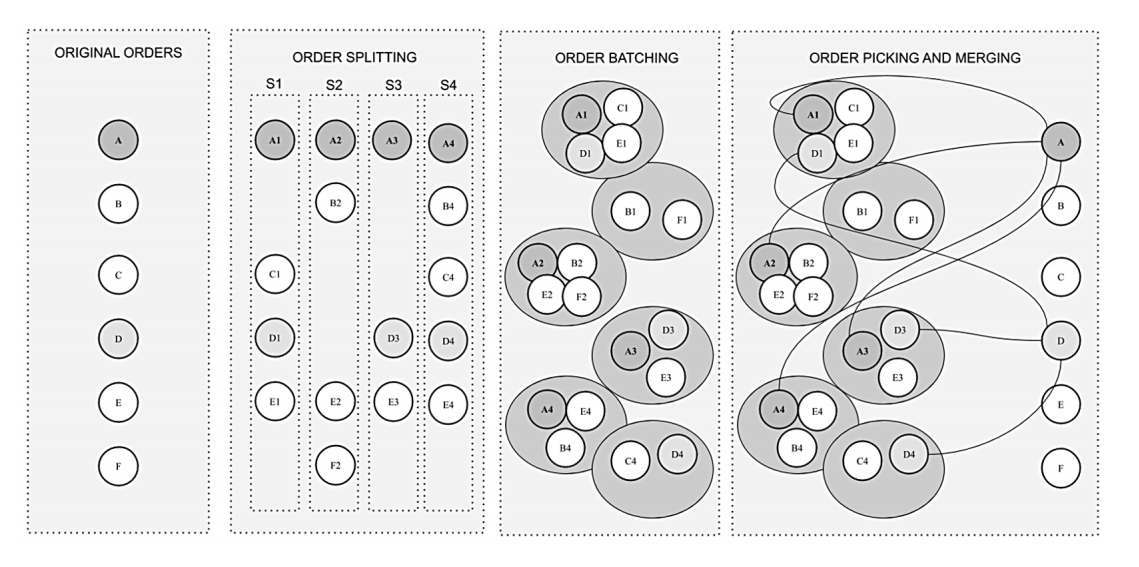 ORIGINAL ORDERS
A
B
C
D
E
F
ORDER SPLITTING
S1 S2 S3 S4
A1 A2 A3 A4
B2 B4
C1 C4
D1 D3 D4
E1 E2 E3 E4
F2
ORDER BATCHING
A1 C1
D1 E1
B1 F1
A2 B2
E2 F2
D3
A3
E3
A4 E4
B4
C4 D4
ORDER PICKING AND MERGING
A1 C1
D1 E1
B1 F1
A2 B2
E2 F2
D3
A3
E3
A4 E4
B4
C4 D4
A
B
C
D
E
F